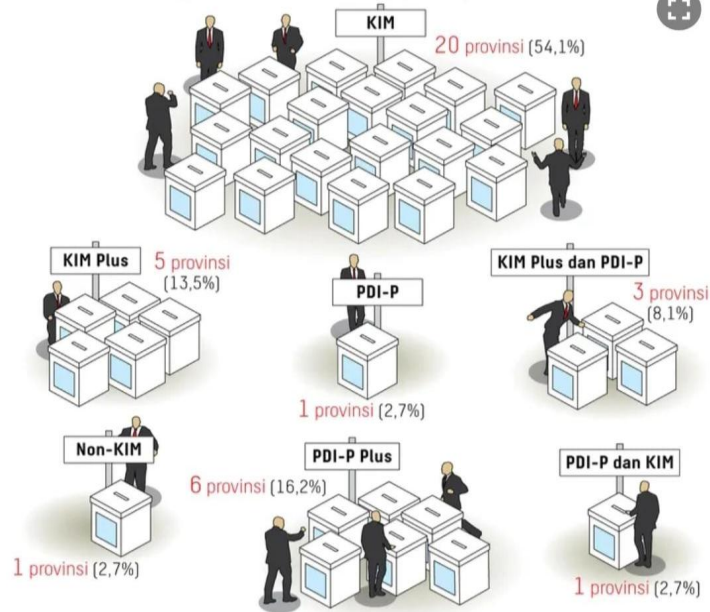 KIM
20 provinsi (54,1%)
KIM Plus
5 provinsi
(13,5%)
PDI-P
1 provinsi (2,7%)
KIM Plus dan PDI-P
3 provinsi
(8,1%)
Non-KIM
1 provinsi (2,7%)
PDI-P Plus
6 provinsi (16,2%)
PDI-P dan KIM
1 provinsi (2,7%)